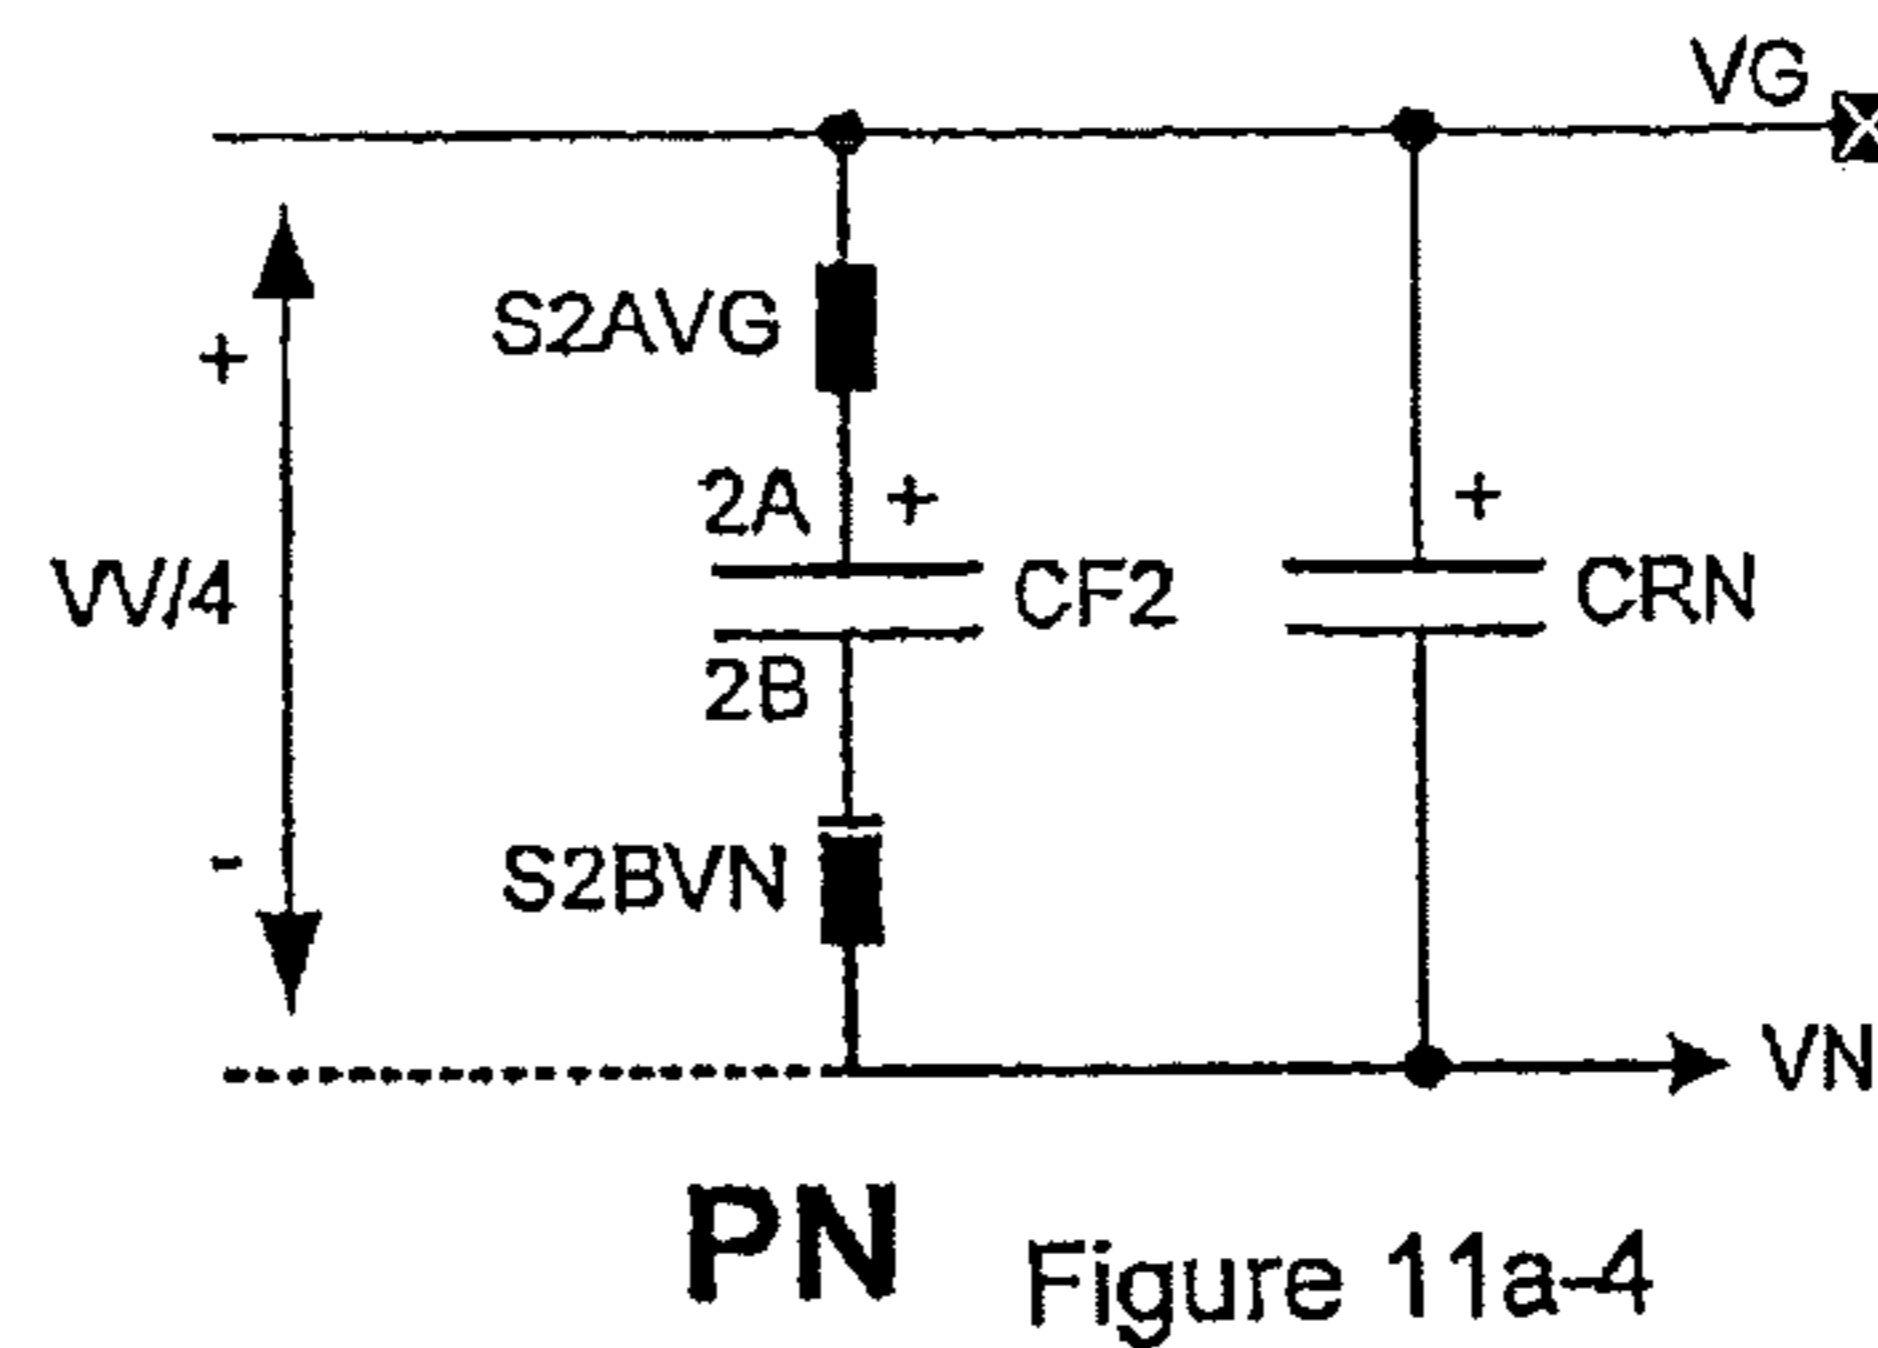 VG
S2AVG
+
2A +
+
VV/4
CF2
CRN
2B
-
S2BVN
VN
PN
Figure 11a-4